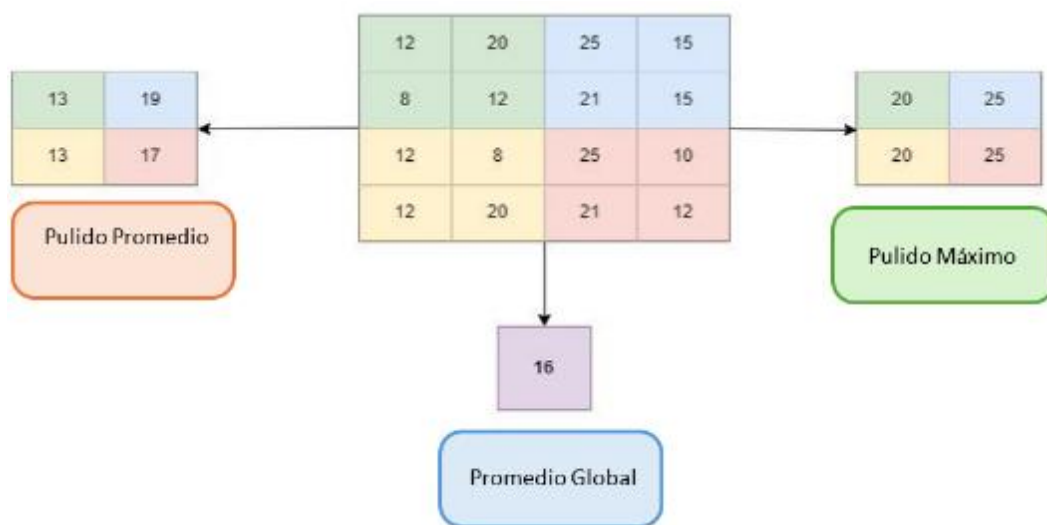 12 20 25 15
8 12 21 15
12 8 25 10
12 20 21 12
13 19
13 17
Pulido Promedio
20 25
20 25
Pulido Máximo
16
Promedio Global